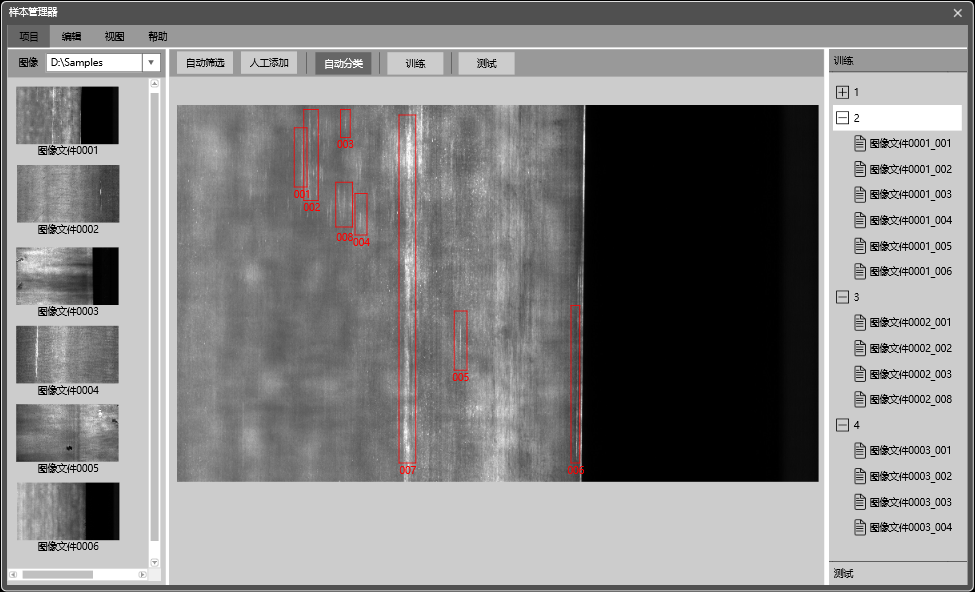 样本管理器
项目 编辑 视图 帮助
图像 D:\Samples
图像文件0001
图像文件0002
图像文件0003
图像文件0004
图像文件0005
图像文件0006
自动筛选 人工添加 自动分类 训练 测试
003
001
002
008
004
005
007
006
训练
1
2
图像文件0001_001
图像文件0001_002
图像文件0001_003
图像文件0001_004
图像文件0001_005
图像文件0001_006
3
图像文件0002_001
图像文件0002_002
图像文件0002_003
图像文件0002_008
4
图像文件0003_001
图像文件0003_002
图像文件0003_003
图像文件0003_004
测试